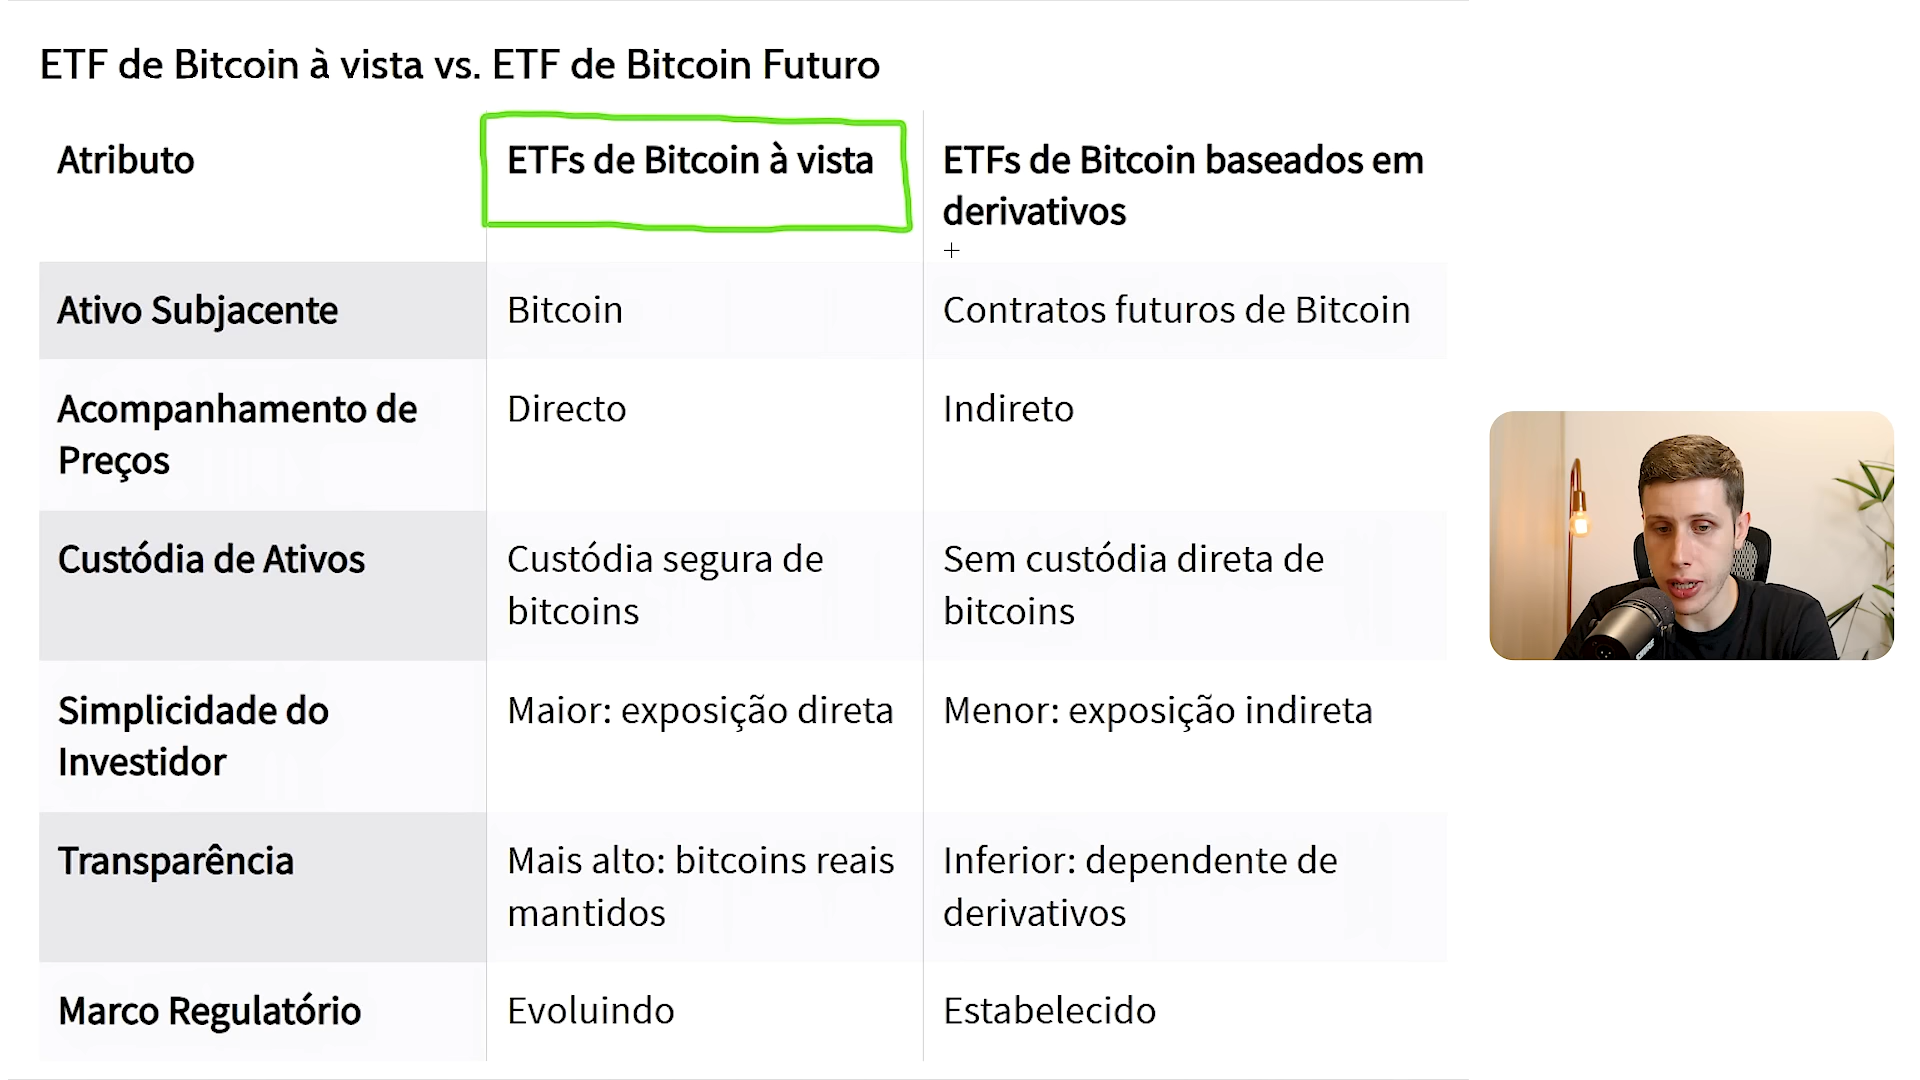 ETF de Bitcoin à vista vs. ETF de Bitcoin Futuro
Atributo
ETFs de Bitcoin à vista
ETFs de Bitcoin baseados em
derivativos
Ativo Subjacente
Bitcoin
Contratos futuros de Bitcoin
Acompanhamento de
Preços
Directo
Indireto
Custódia de Ativos
Custódia segura de
bitcoins
Sem custódia direta de
bitcoins
Simplicidade do
Investidor
Maior: exposição direta
Menor: exposição indireta
Transparência
Mais alto: bitcoins reais
mantidos
Inferior: dependente de
derivativos
Marco Regulatório
Evoluindo
Estabelecido